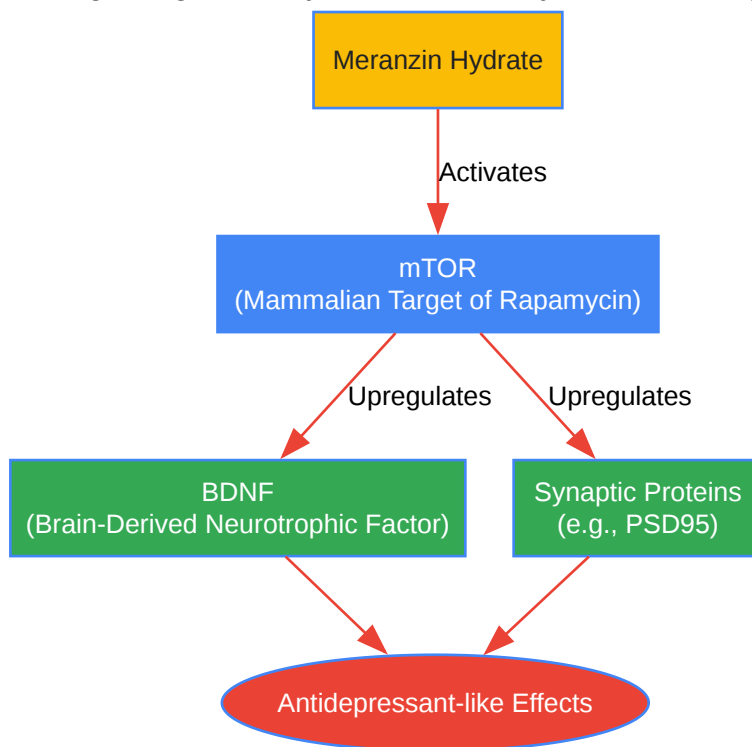 Meranzin Hydrate
Activates
mTOR
(Mammalian Target of Rapamycin)
Upregulates Upregulates
BDNF
(Brain-Derived Neurotrophic Factor)
Synaptic Proteins
(e.g., PSD95)
Antidepressant-like Effects